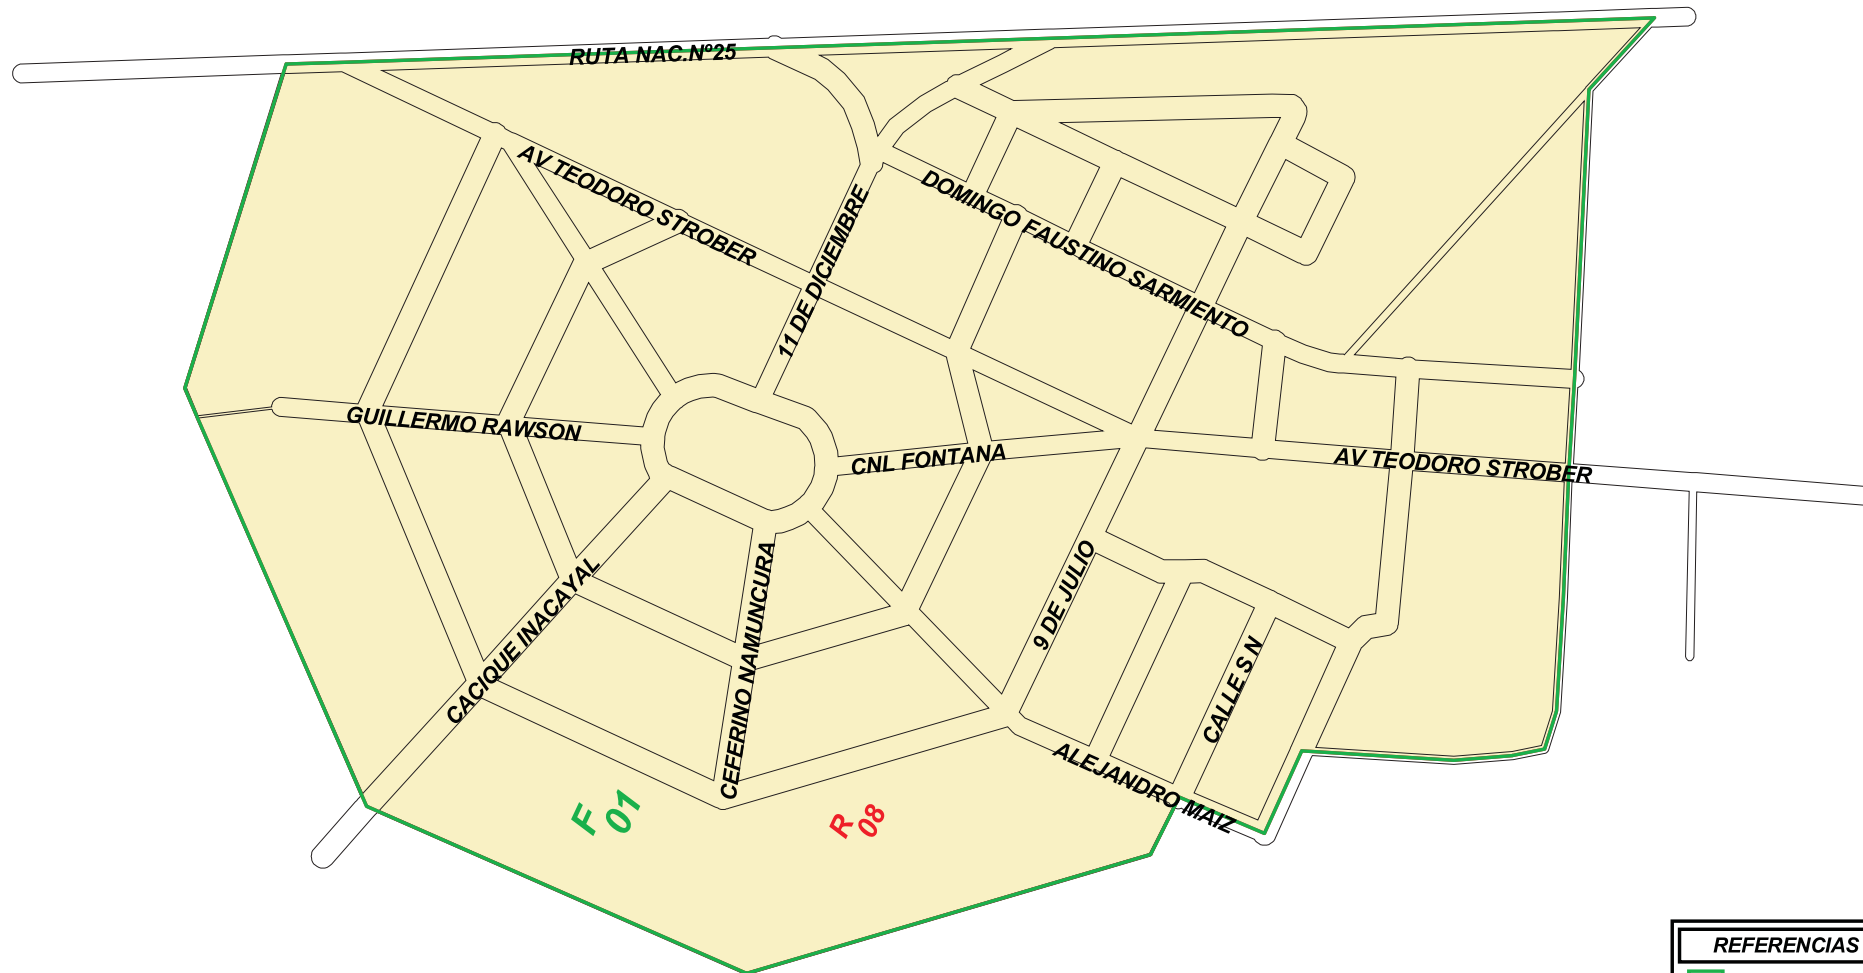 RUTA NAC.Nº25
AV TEODORO STROBER
11 DE DICIEMBRE
DOMINGO FAUSTINO SARMIENTO
GUILLERMO RAWSON
CNL FONTANA
AV TEODORO STROBER
CACIQUE INACAYAL
CEFERINO NAMUNCURA
9 DE JULIO
CALLE S N
ALEJANDRO MAIZ
F 01
R 08
REFERENCIAS